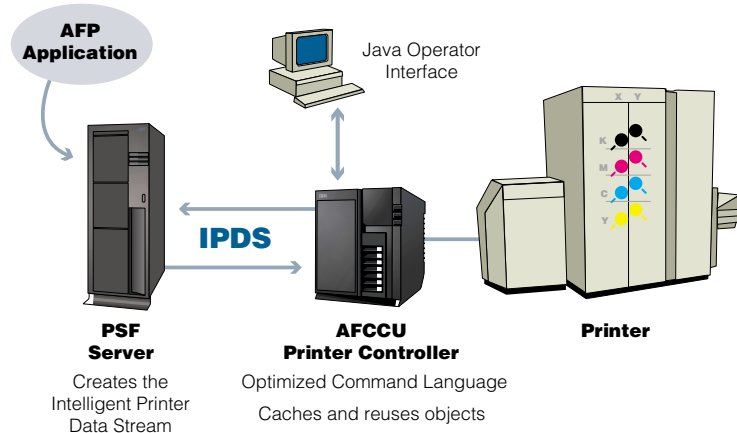 AFP
Application
Java Operator
Interface
X Y
K
M
C
Y
IPDS
PSF
Server
Creates the
Intelligent Printer
Data Stream
AFCCU
Printer Controller
Optimized Command Language
Caches and reuses objects
Printer